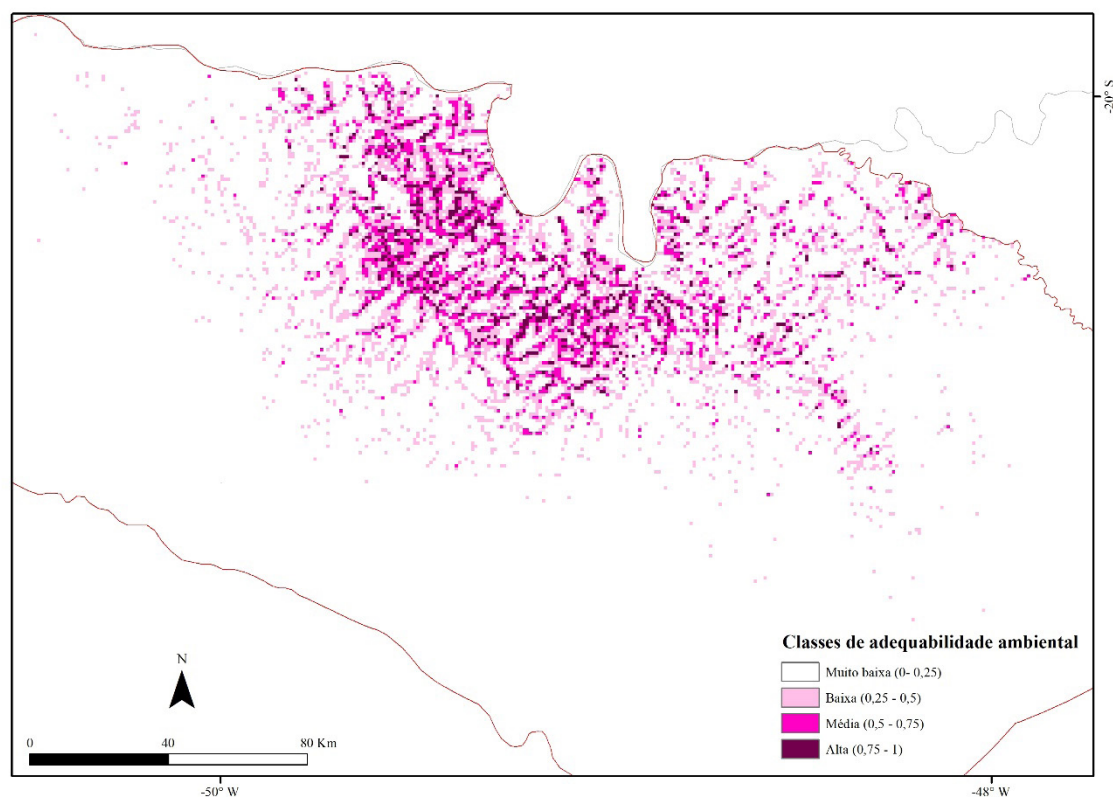 -20° S
Classes de adequabilidade ambiental
Muito baixa (0- 0,25)
Baixa (0,25 - 0,5)
Média (0,5 - 0,75)
Alta (0,75 - 1)
N
0 40 80 Km
-50° W -48° W